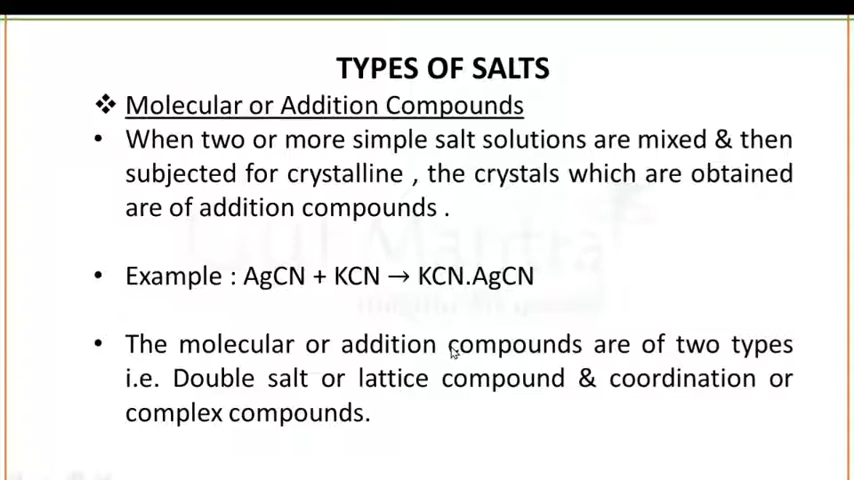 TYPES OF SALTS
❖ Molecular or Addition Compounds
• When two or more simple salt solutions are mixed & then
subjected for crystalline , the crystals which are obtained
are of addition compounds .
• Example : AgCN + KCN → KCN.AgCN
• The molecular or addition compounds are of two types
i.e. Double salt or lattice compound & coordination or
complex compounds.